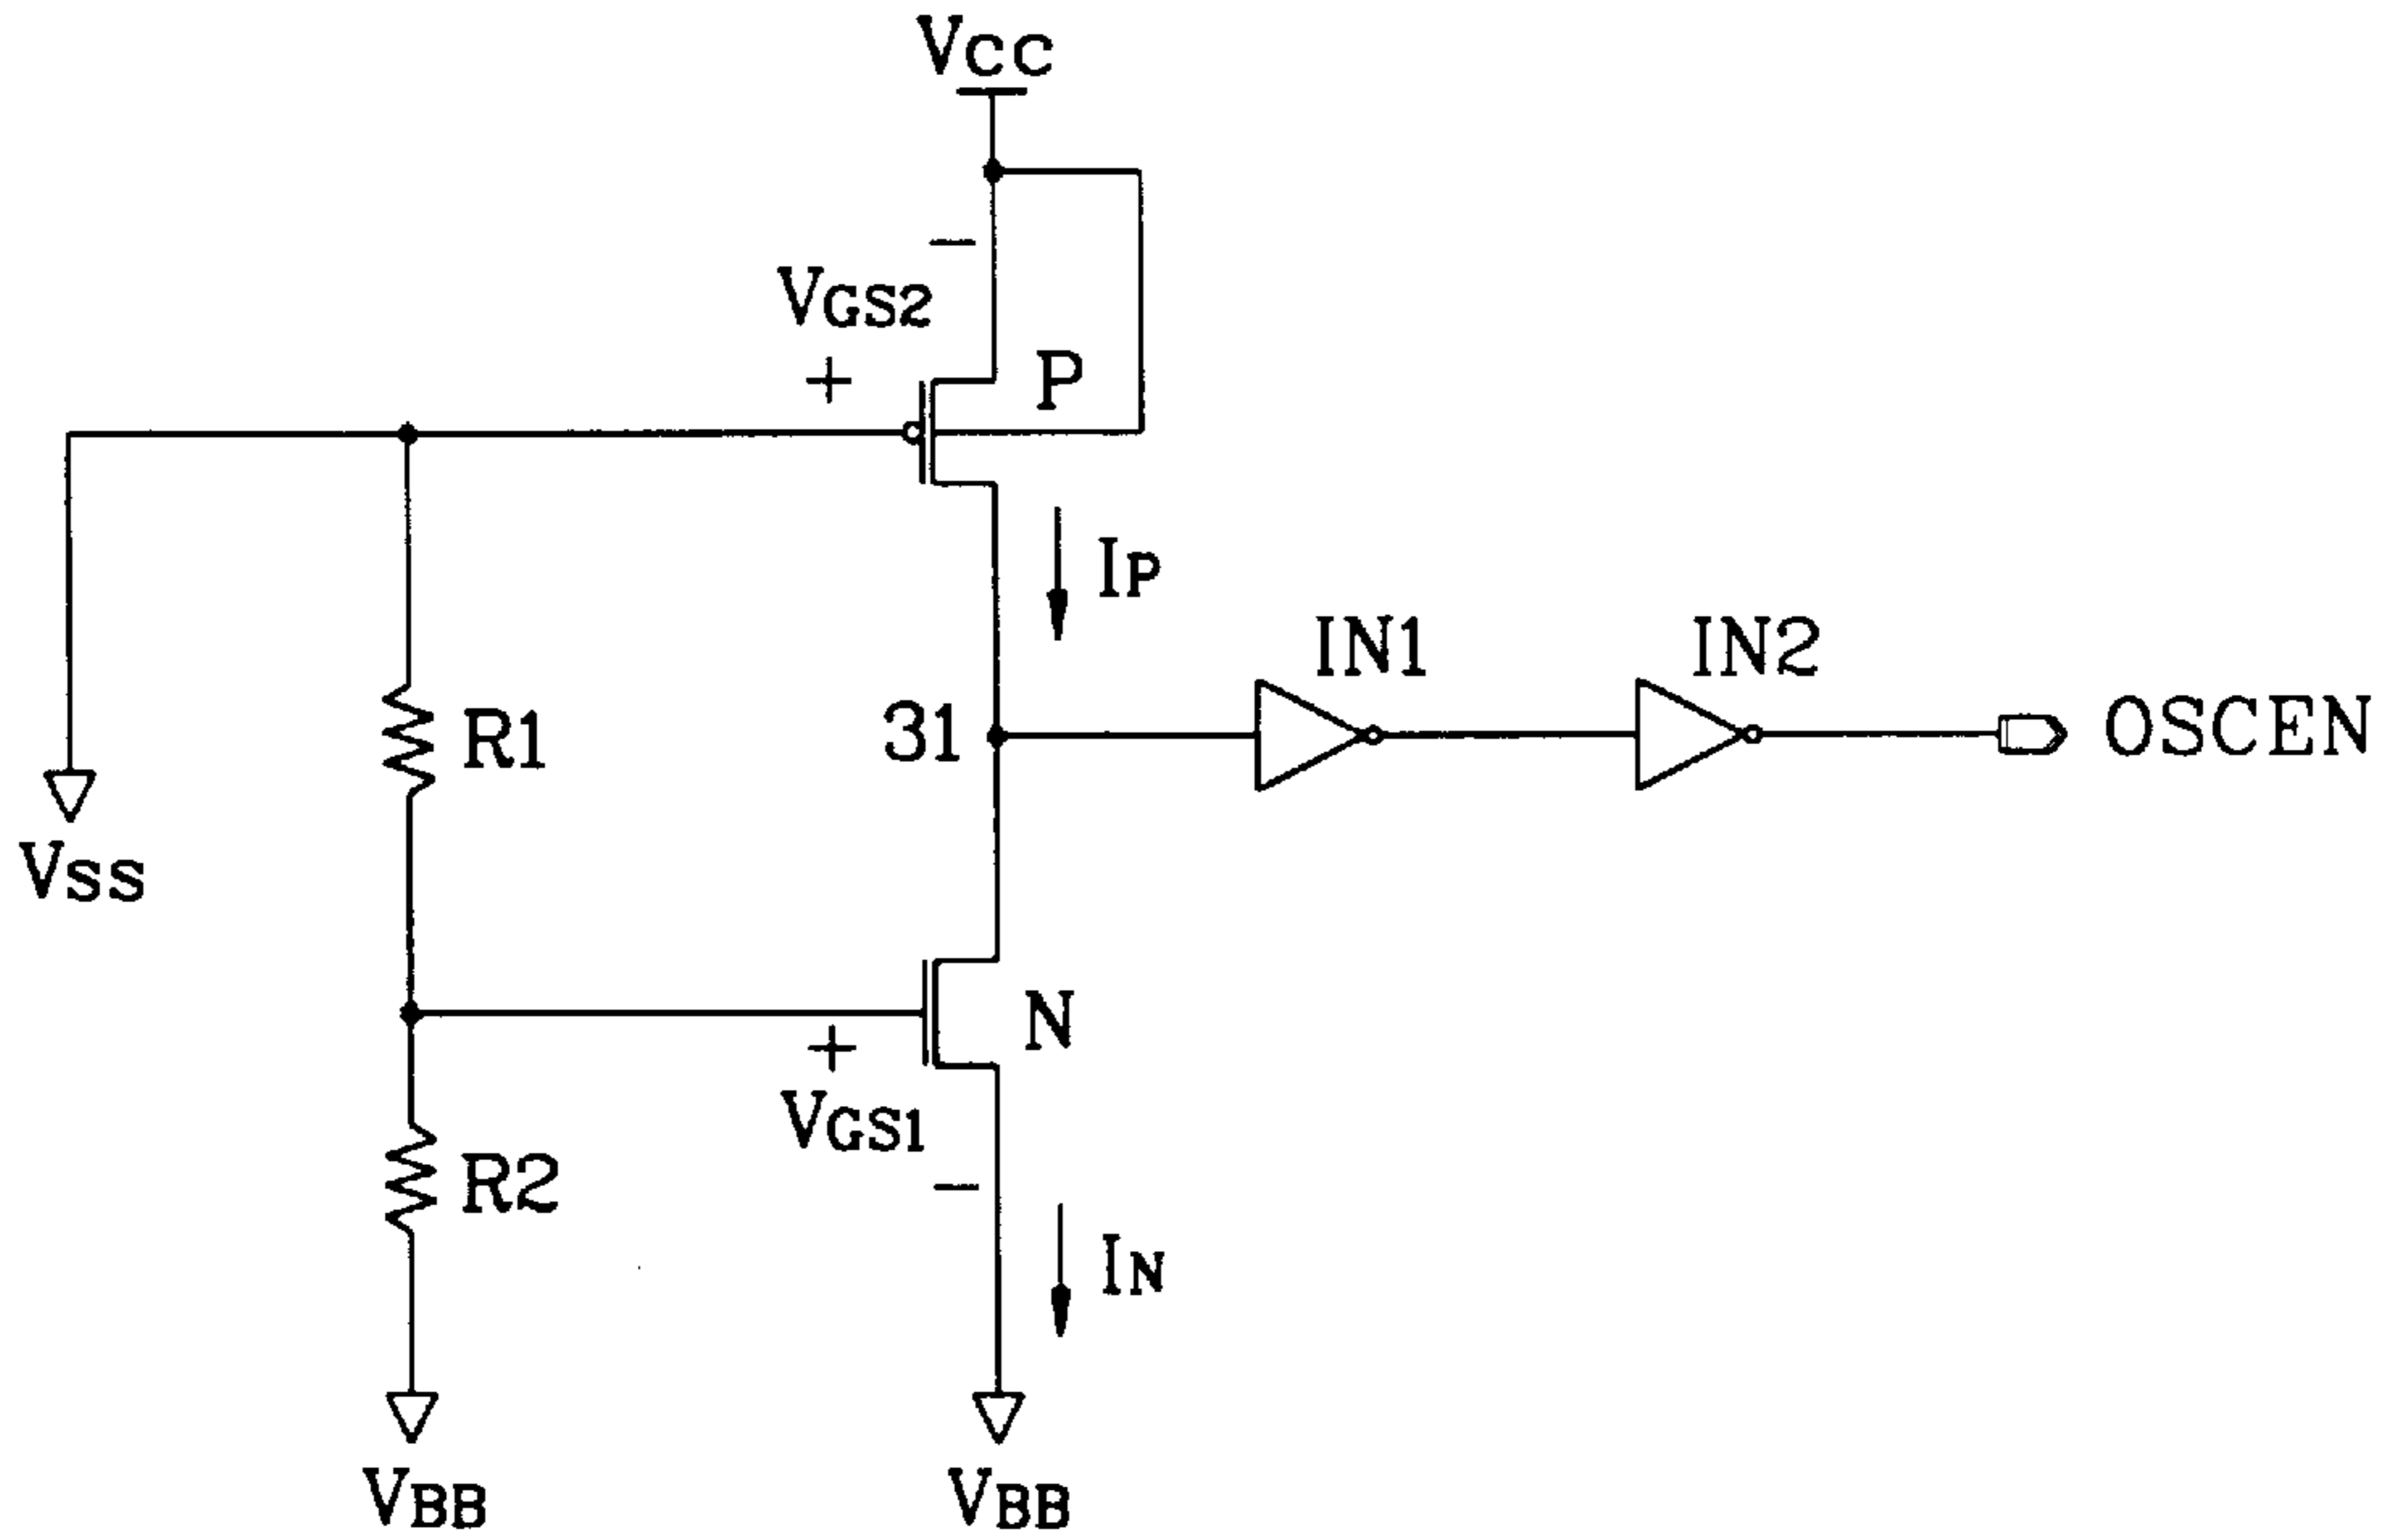 VCC
−
VGS2
+
P
IP
IN1
IN2
31
OSCEN
R1
VSS
N
+
VGS1
−
R2
IN
VBB
VBB